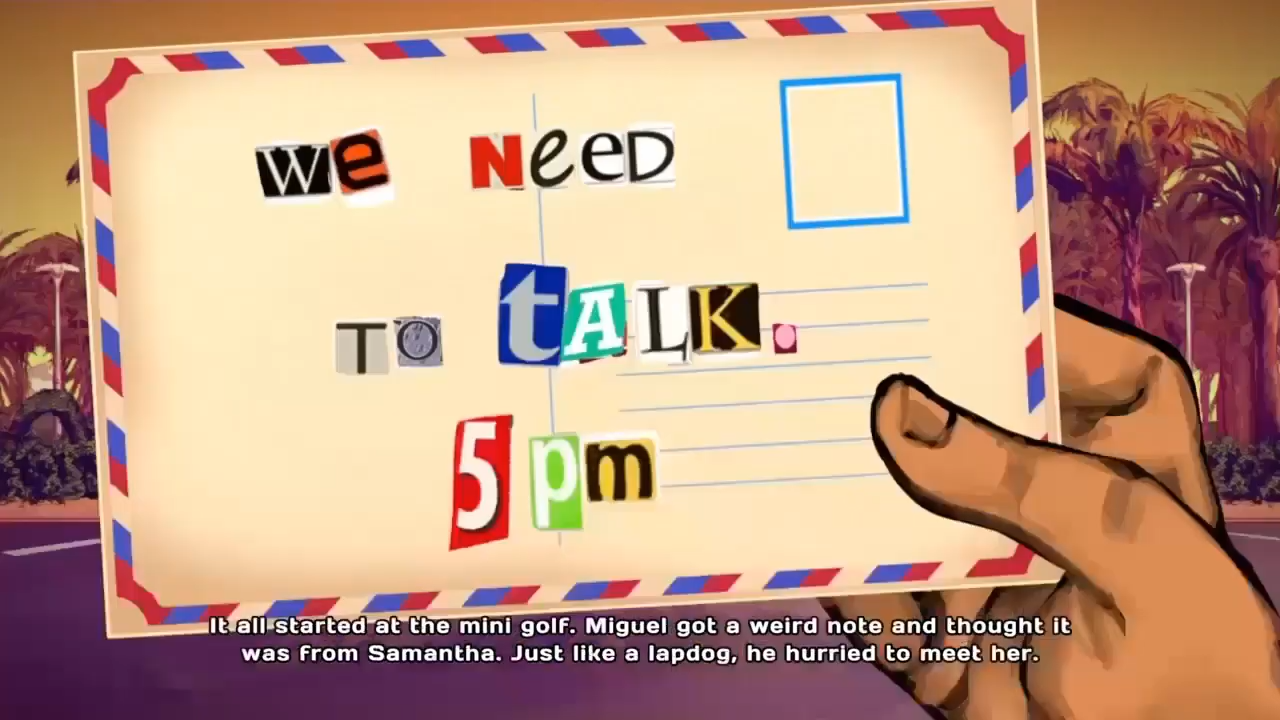 we Need
To tALK.
5pm
It all started at the mini golf. Miguel got a weird note and thought it
was from Samantha. Just like a lapdog, he hurried to meet her.